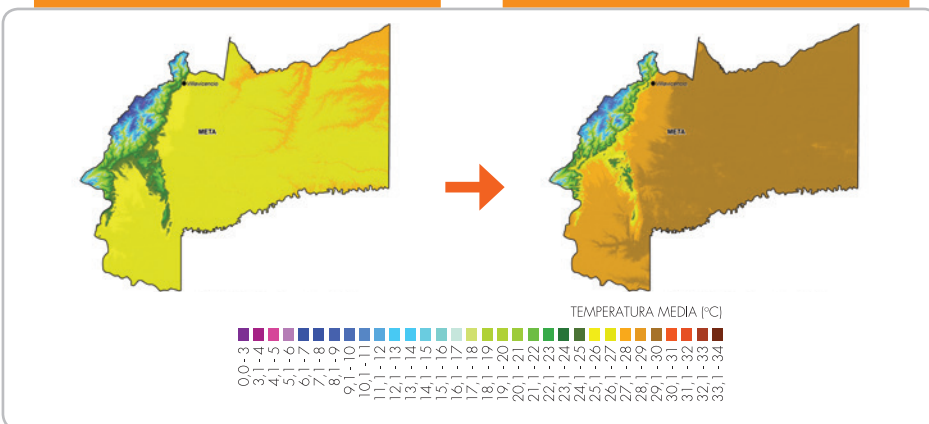 Villavicencio
META
Villavicencio
META
TEMPERATURA MEDIA (°C)
0,0 - 3
3,1 - 4
4,1 - 5
5,1 - 6
6,1 - 7
7,1 - 8
8,1 - 9
9,1 - 10
10,1 - 11
11,1 - 12
12,1 - 13
13,1 - 14
14,1 - 15
15,1 - 16
16,1 - 17
17,1 - 18
18,1 - 19
19,1 - 20
20,1 - 21
21,1 - 22
22,1 - 23
23,1 - 24
24,1 - 25
25,1 - 26
26,1 - 27
27,1 - 28
28,1 - 29
29,1 - 30
30,1 - 31
31,1 - 32
32,1 - 33
33,1 - 34